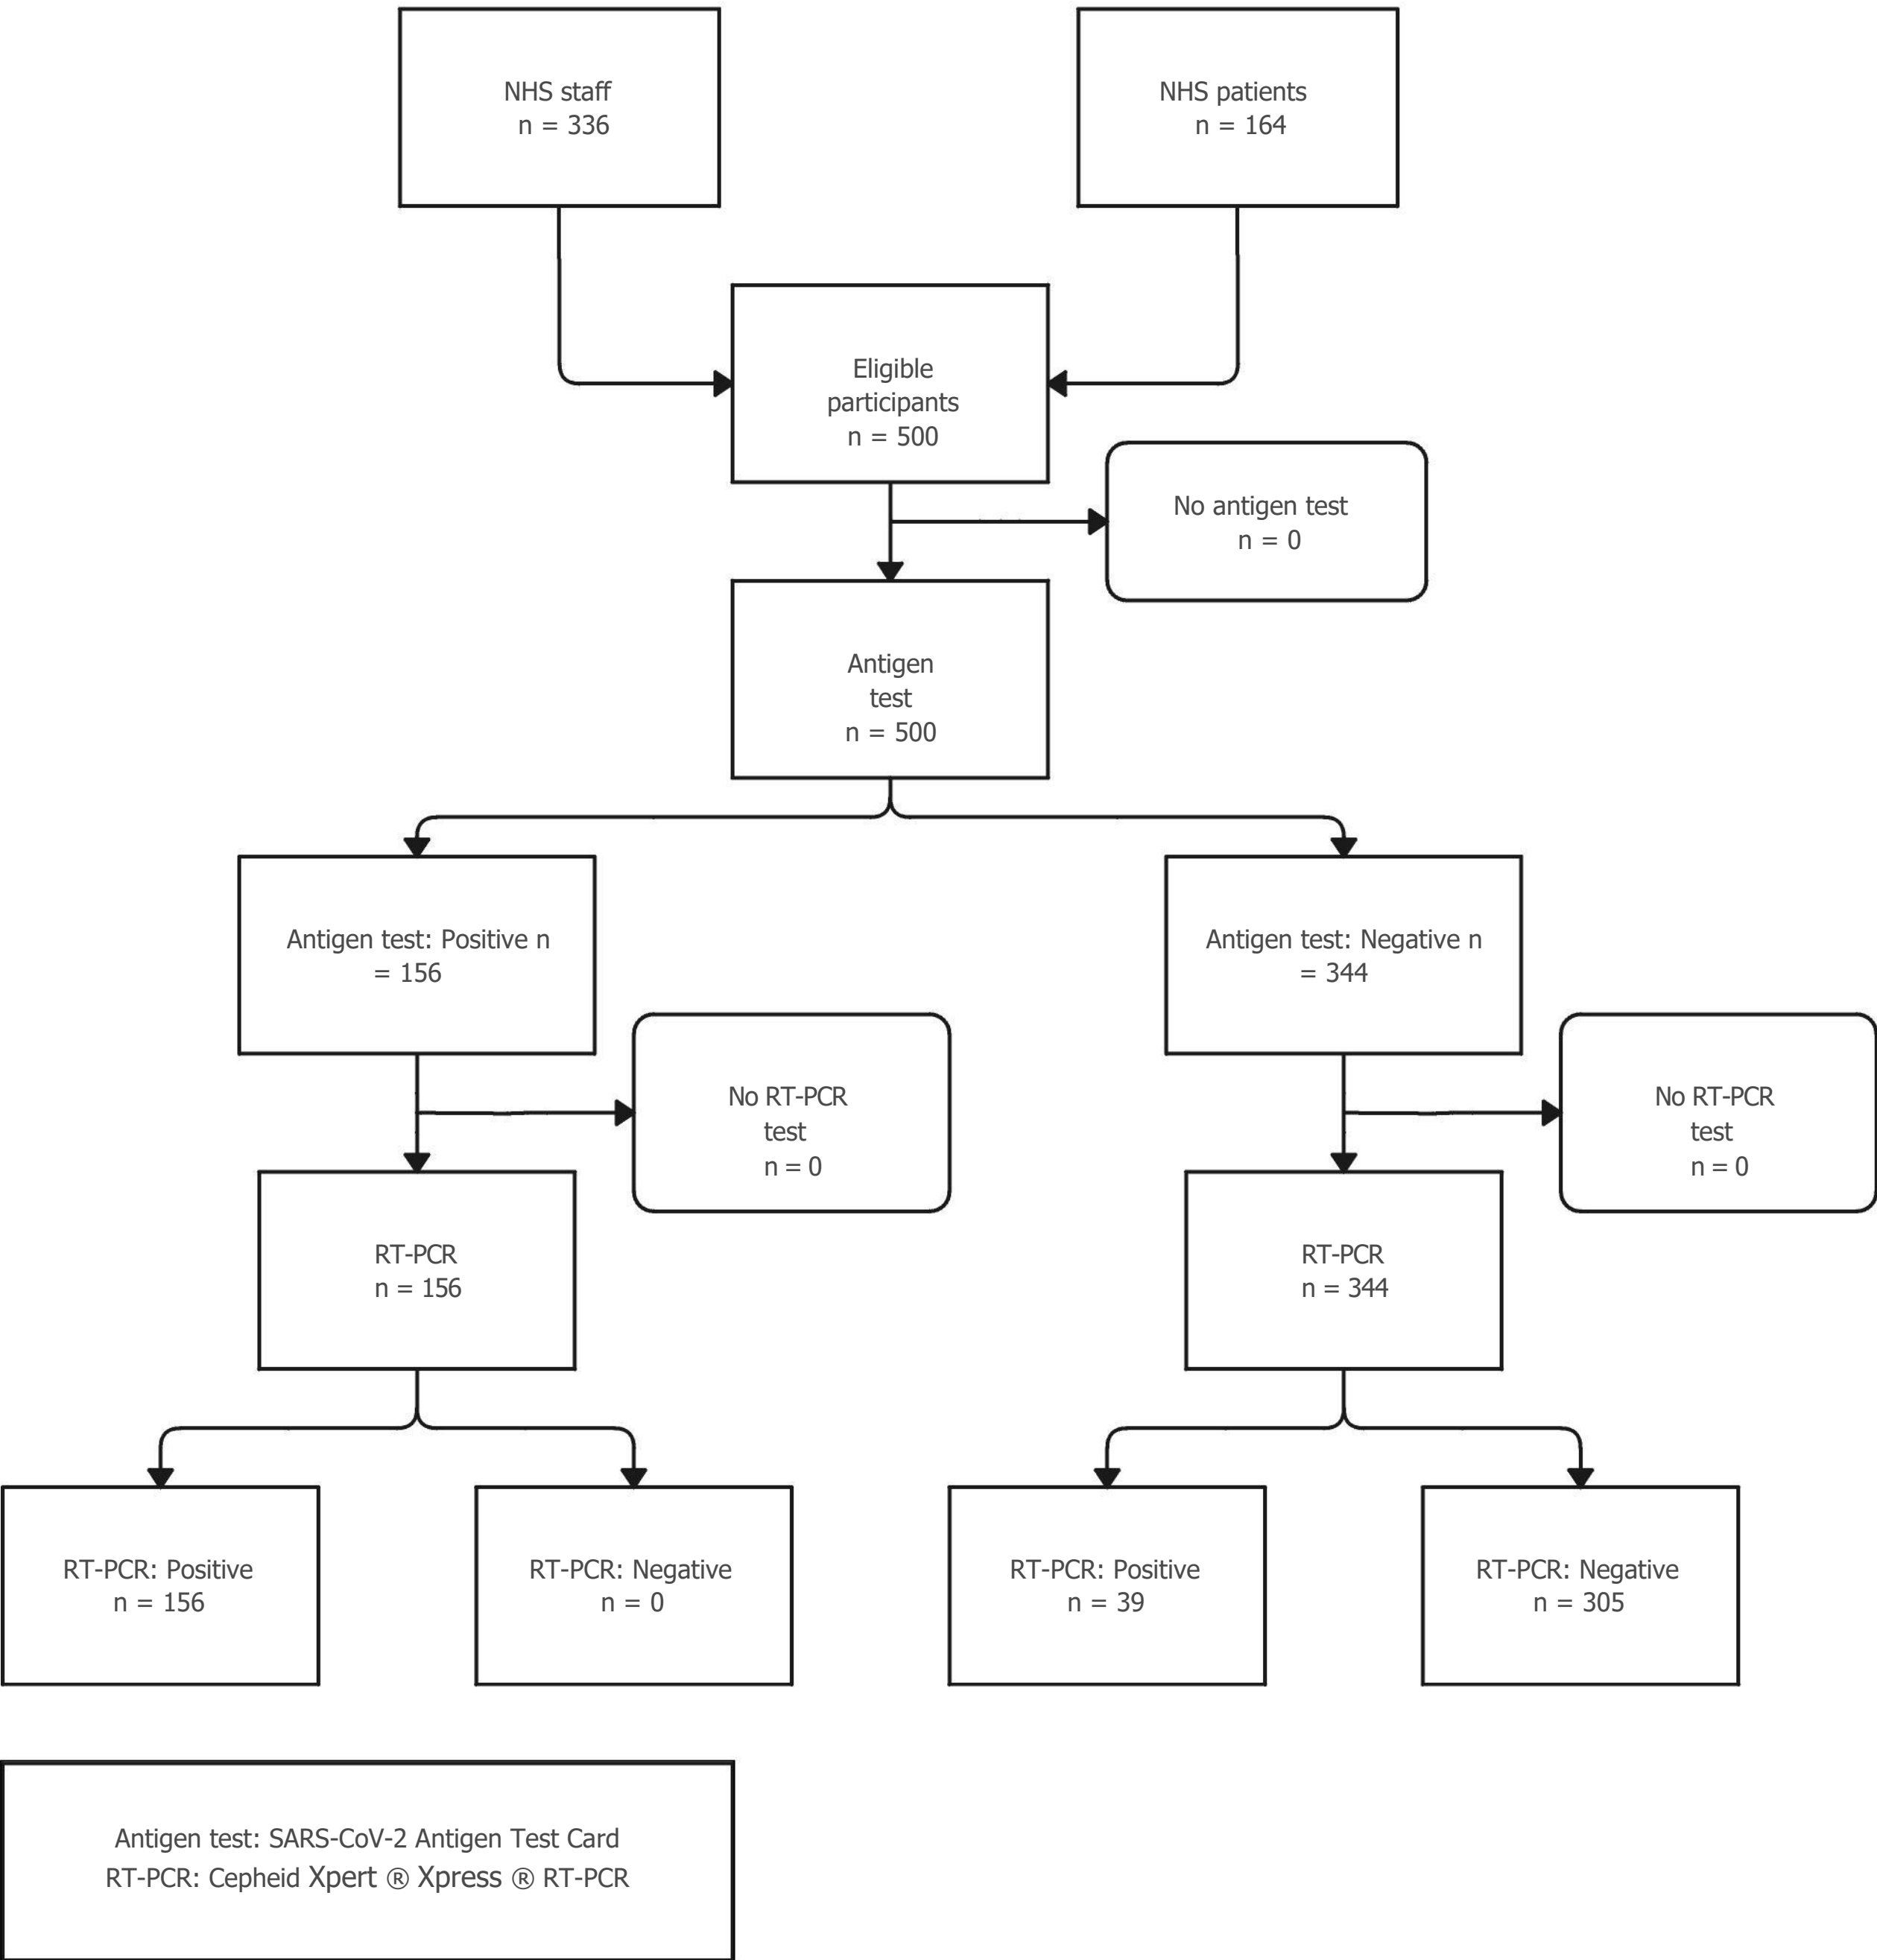 NHS staff
n = 336
NHS patients
n = 164
Eligible
participants
n = 500
No antigen test
n = 0
Antigen
test
n = 500
Antigen test: Positive n
= 156
Antigen test: Negative n
= 344
No RT-PCR
test
n = 0
No RT-PCR
test
n = 0
RT-PCR
n = 156
RT-PCR
n = 344
RT-PCR: Positive
n = 156
RT-PCR: Negative
n = 0
RT-PCR: Positive
n = 39
RT-PCR: Negative
n = 305
Antigen test: SARS-CoV-2 Antigen Test Card
RT-PCR: Cepheid Xpert ® Xpress ® RT-PCR